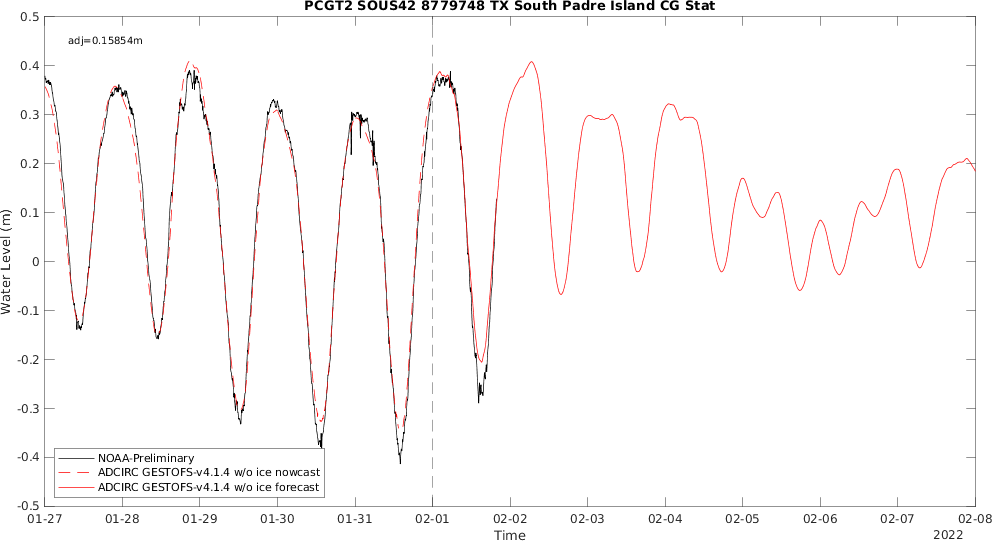 PCGT2 SOUS42 8779748 TX South Padre Island CG Stat
adj=0.15854m
0.5
0.4
0.3
0.2
0.1
0
-0.1
-0.2
-0.3
-0.4
-0.5
Water Level (m)
NOAA-Preliminary
ADCIRC GESTOFS-v4.1.4 w/o ice nowcast
ADCIRC GESTOFS-v4.1.4 w/o ice forecast
01-27 01-28 01-29 01-30 01-31 02-01 02-02 02-03 02-04 02-05 02-06 02-07 02-08
Time
2022